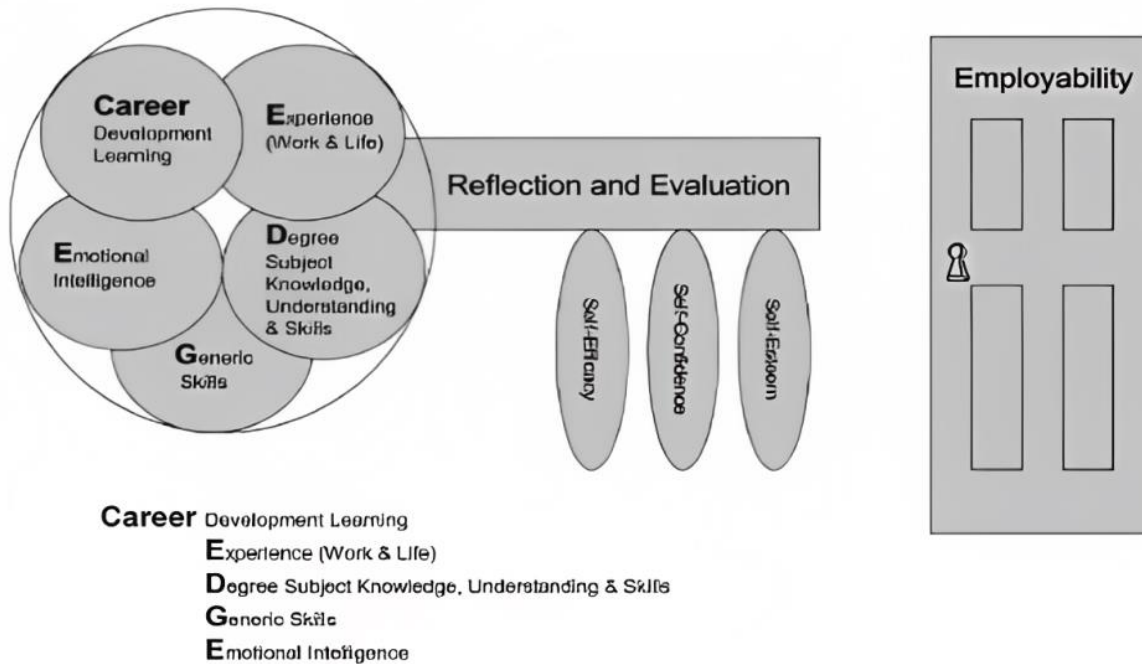 Career
Development
Learning
Experience
(Work & Life)
Emotional
Intelligence
Degree
Subject
Knowledge,
Understanding
& Skills
Generic
Skills
Reflection and Evaluation
Self-Efficacy
Self-Confidence
Self-Esteem
Employability
Career Development Learning
Experience (Work & Life)
Degree Subject Knowledge, Understanding & Skills
Generic Skills
Emotional Intelligence